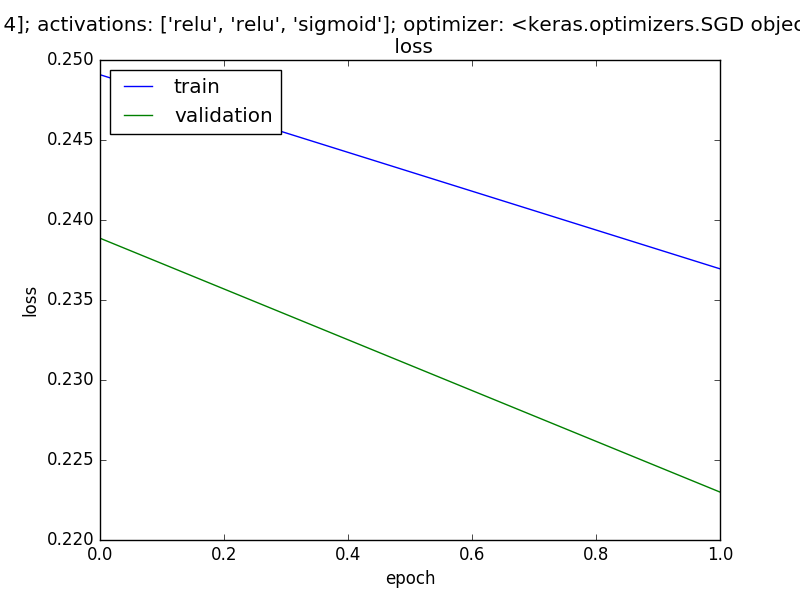 4]; activations: ['relu', 'relu', 'sigmoid']; optimizer: <keras.optimizers.SGD objec
loss
train
validation
0.250
0.245
0.240
0.235
0.230
0.225
0.220
loss
0.0 0.2 0.4 0.6 0.8 1.0
epoch